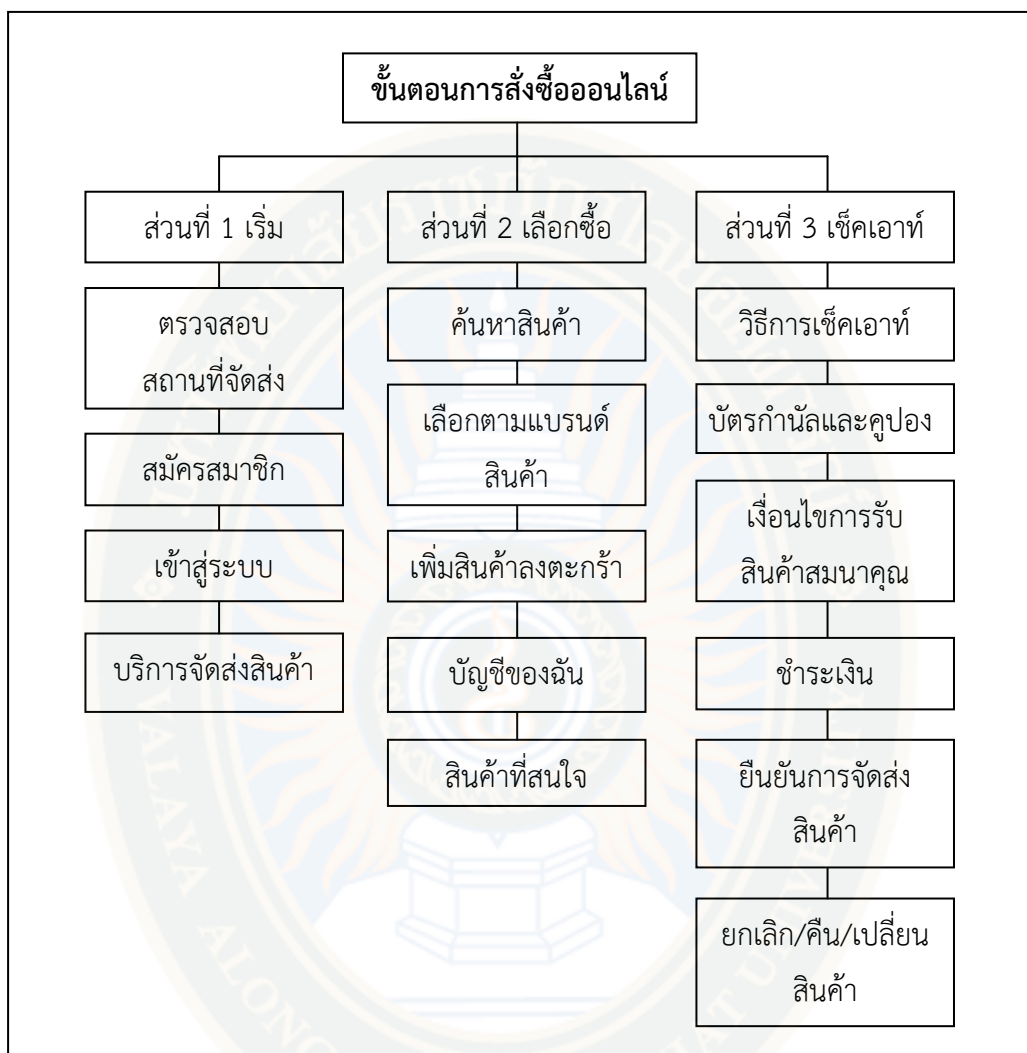 ขั้นตอนการสั่งซื้อออนไลน์
ส่วนที่ 1 เริ่ม
ตรวจสอบ
สถานที่จัดส่ง
สมัครสมาชิก
เข้าสู่ระบบ
บริการจัดส่งสินค้า
ส่วนที่ 2 เลือกซื้อ
ค้นหาสินค้า
เลือกตามแบรนด์
สินค้า
เพิ่มสินค้าลงตะกร้า
บัญชีของฉัน
สินค้าที่สนใจ
ส่วนที่ 3 เช็คเอาท์
วิธีการเช็คเอาท์
บัตรกำนัลและคูปอง
เงื่อนไขการรับ
สินค้าสมนาคุณ
ชำระเงิน
ยืนยันการจัดส่ง
สินค้า
ยกเลิก/คืน/เปลี่ยน
สินค้า